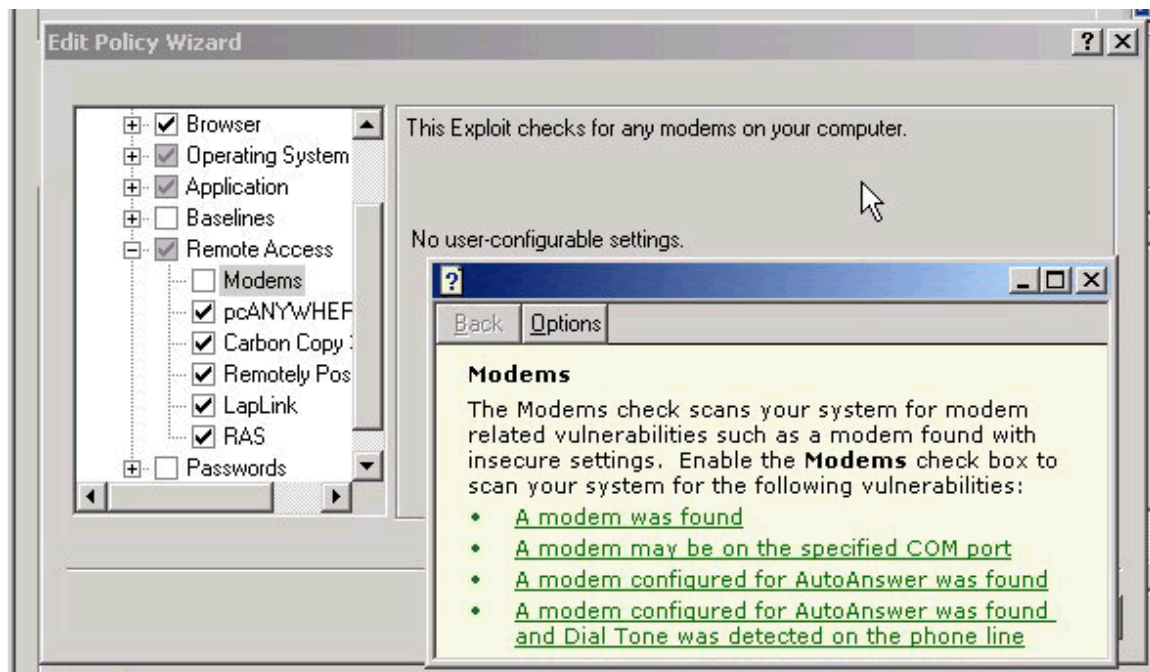 Edit Policy Wizard
Browser
Operating System
Application
Baselines
Remote Access
Modems
pcANYWHEF
Carbon Copy
Remotely Pos
LapLink
RAS
Passwords
This Exploit checks for any modems on your computer.
No user-configurable settings.
Back Options
Modems
The Modems check scans your system for modem
related vulnerabilities such as a modem found with
insecure settings. Enable the Modems check box to
scan your system for the following vulnerabilities:
• A modem was found
• A modem may be on the specified COM port
• A modem configured for AutoAnswer was found
• A modem configured for AutoAnswer was found
and Dial Tone was detected on the phone line